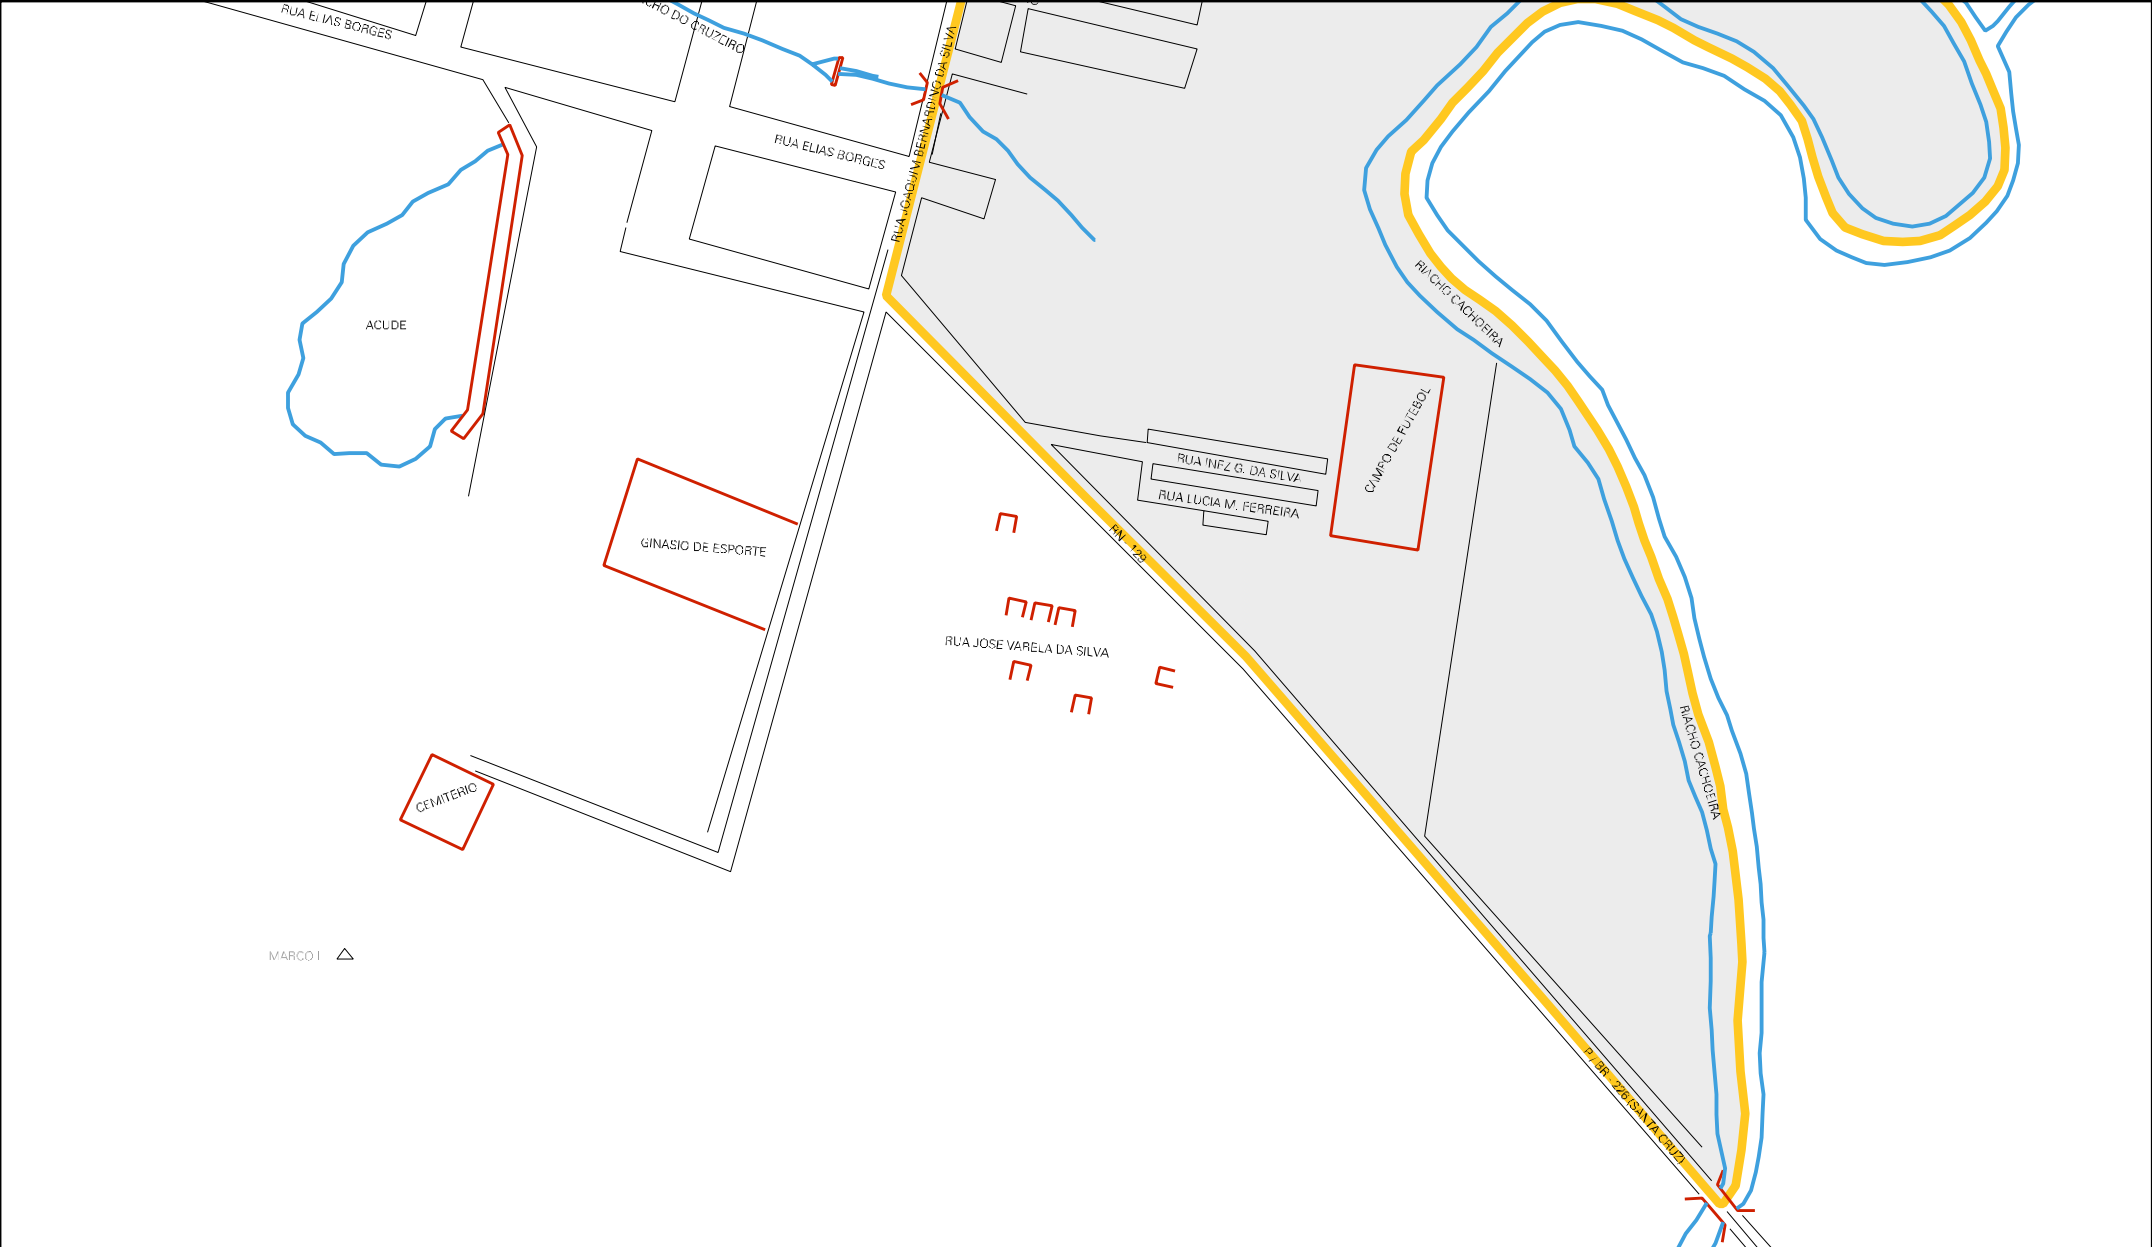 RUA ELIAS BORGES
CHO DO CRUZEIRO
RUA JOAQUIM BERNARDINO DA SILVA
RUA ELIAS BORGES
ACUDE
RIACHO CACHOEIRA
CAMPO DE FUTEBOL
RUA INEZ G. DA SILVA
RUA LUCIA M. FERREIRA
GINASIO DE ESPORTE
RN - 129
RUA JOSE VARELA DA SILVA
RIACHO CACHOEIRA
CEMITERIO
MARCO I
P / BR - 226 (SANTA CRUZ)